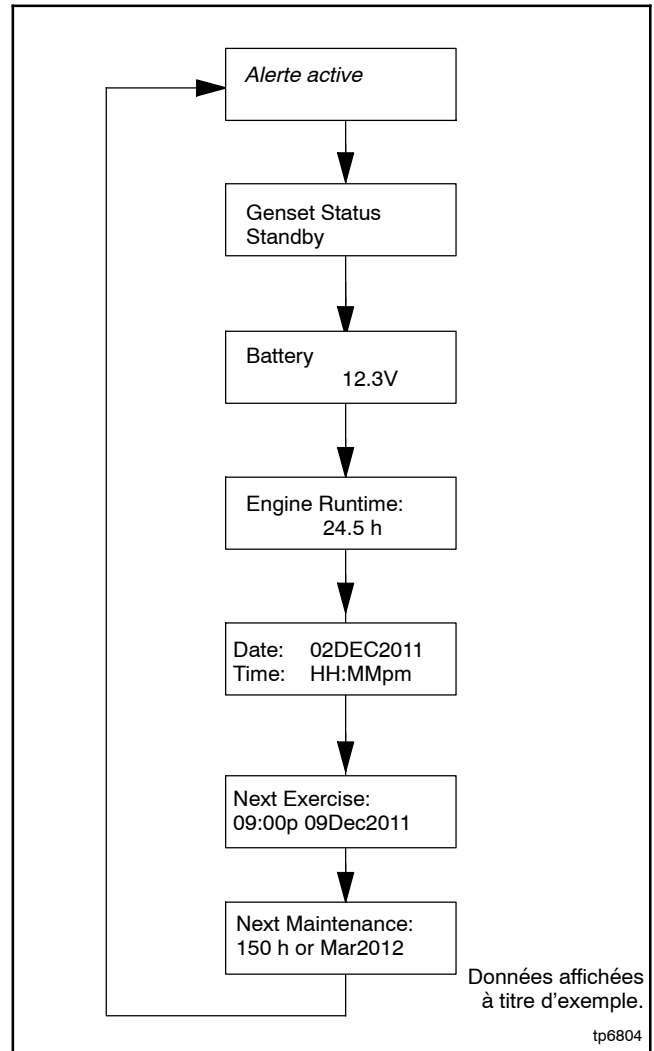 Alerte active
Genset Status
Standby
Battery
12.3V
Engine Runtime:
24.5 h
Date: 02DEC2011
Time: HH:MMpm
Next Exercise:
09:00p 09Dec2011
Next Maintenance:
150 h or Mar2012
Données affichées
à titre d’exemple.
tp6804